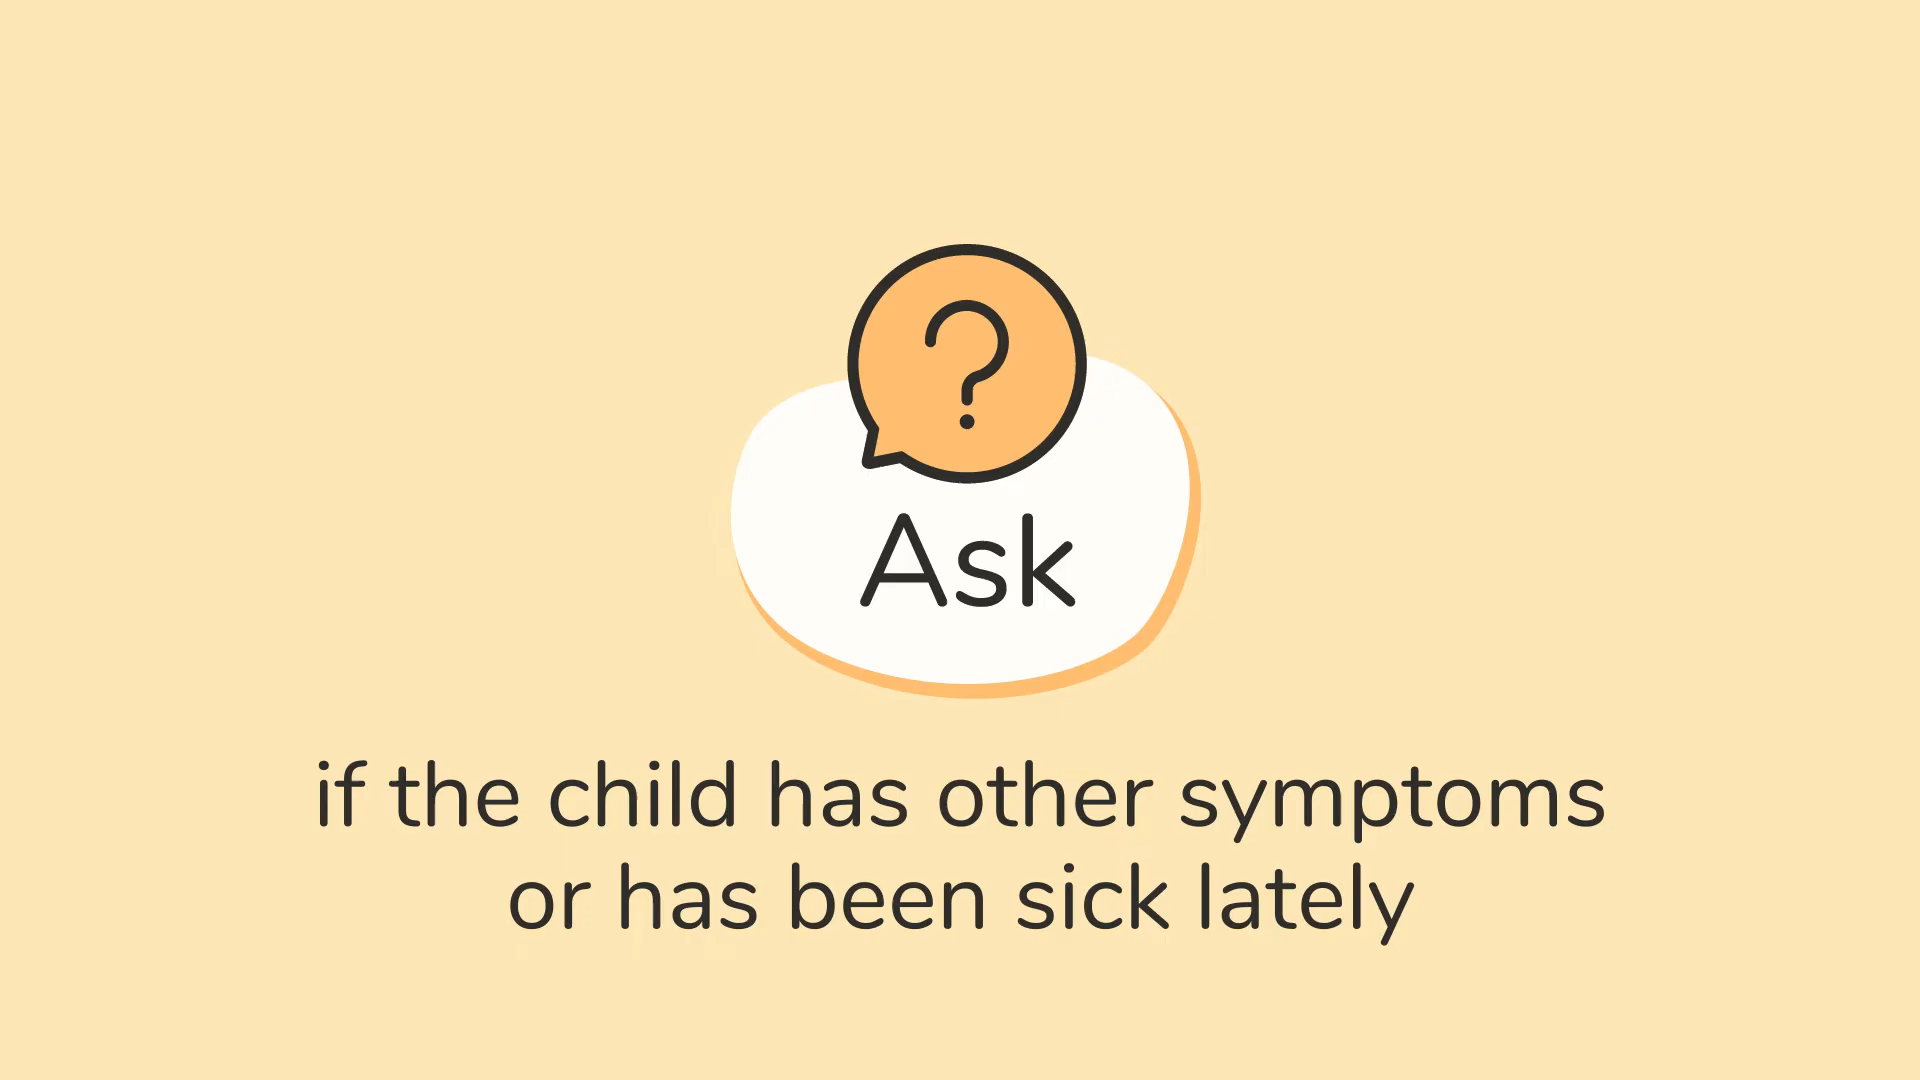 ?
Ask
if the child has other symptoms
or has been sick lately